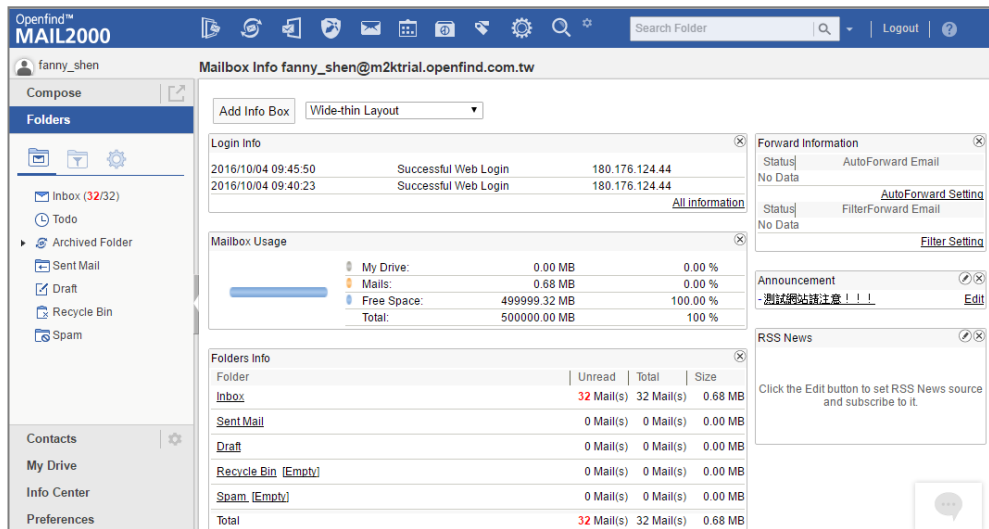 Openfind™
MAIL2000
Search Folder
Logout
fanny_shen
Mailbox Info fanny_shen@m2ktrial.openfind.com.tw
Compose
Folders
Inbox (32/32)
Todo
Archived Folder
Sent Mail
Draft
Recycle Bin
Spam
Contacts
My Drive
Info Center
Preferences
Add Info Box
Wide-thin Layout
Login Info
2016/10/04 09:45:50 Successful Web Login 180.176.124.44
2016/10/04 09:40:23 Successful Web Login 180.176.124.44
All information
Mailbox Usage
My Drive: 0.00 MB 0.00 %
Mails: 0.68 MB 0.00 %
Free Space: 499999.32 MB 100.00 %
Total: 500000.00 MB 100 %
Folders Info
Folder Unread Total Size
Inbox 32 Mail(s) 32 Mail(s) 0.68 MB
Sent Mail 0 Mail(s) 0 Mail(s) 0.00 MB
Draft 0 Mail(s) 0 Mail(s) 0.00 MB
Recycle Bin [Empty] 0 Mail(s) 0 Mail(s) 0.00 MB
Spam [Empty] 0 Mail(s) 0 Mail(s) 0.00 MB
Total 32 Mail(s) 32 Mail(s) 0.68 MB
Forward Information
Status AutoForward Email
No Data
AutoForward Setting
Status FilterForward Email
No Data
Filter Setting
Announcement
-測試網站請注意！！！ Edit
RSS News
Click the Edit button to set RSS News source
and subscribe to it.